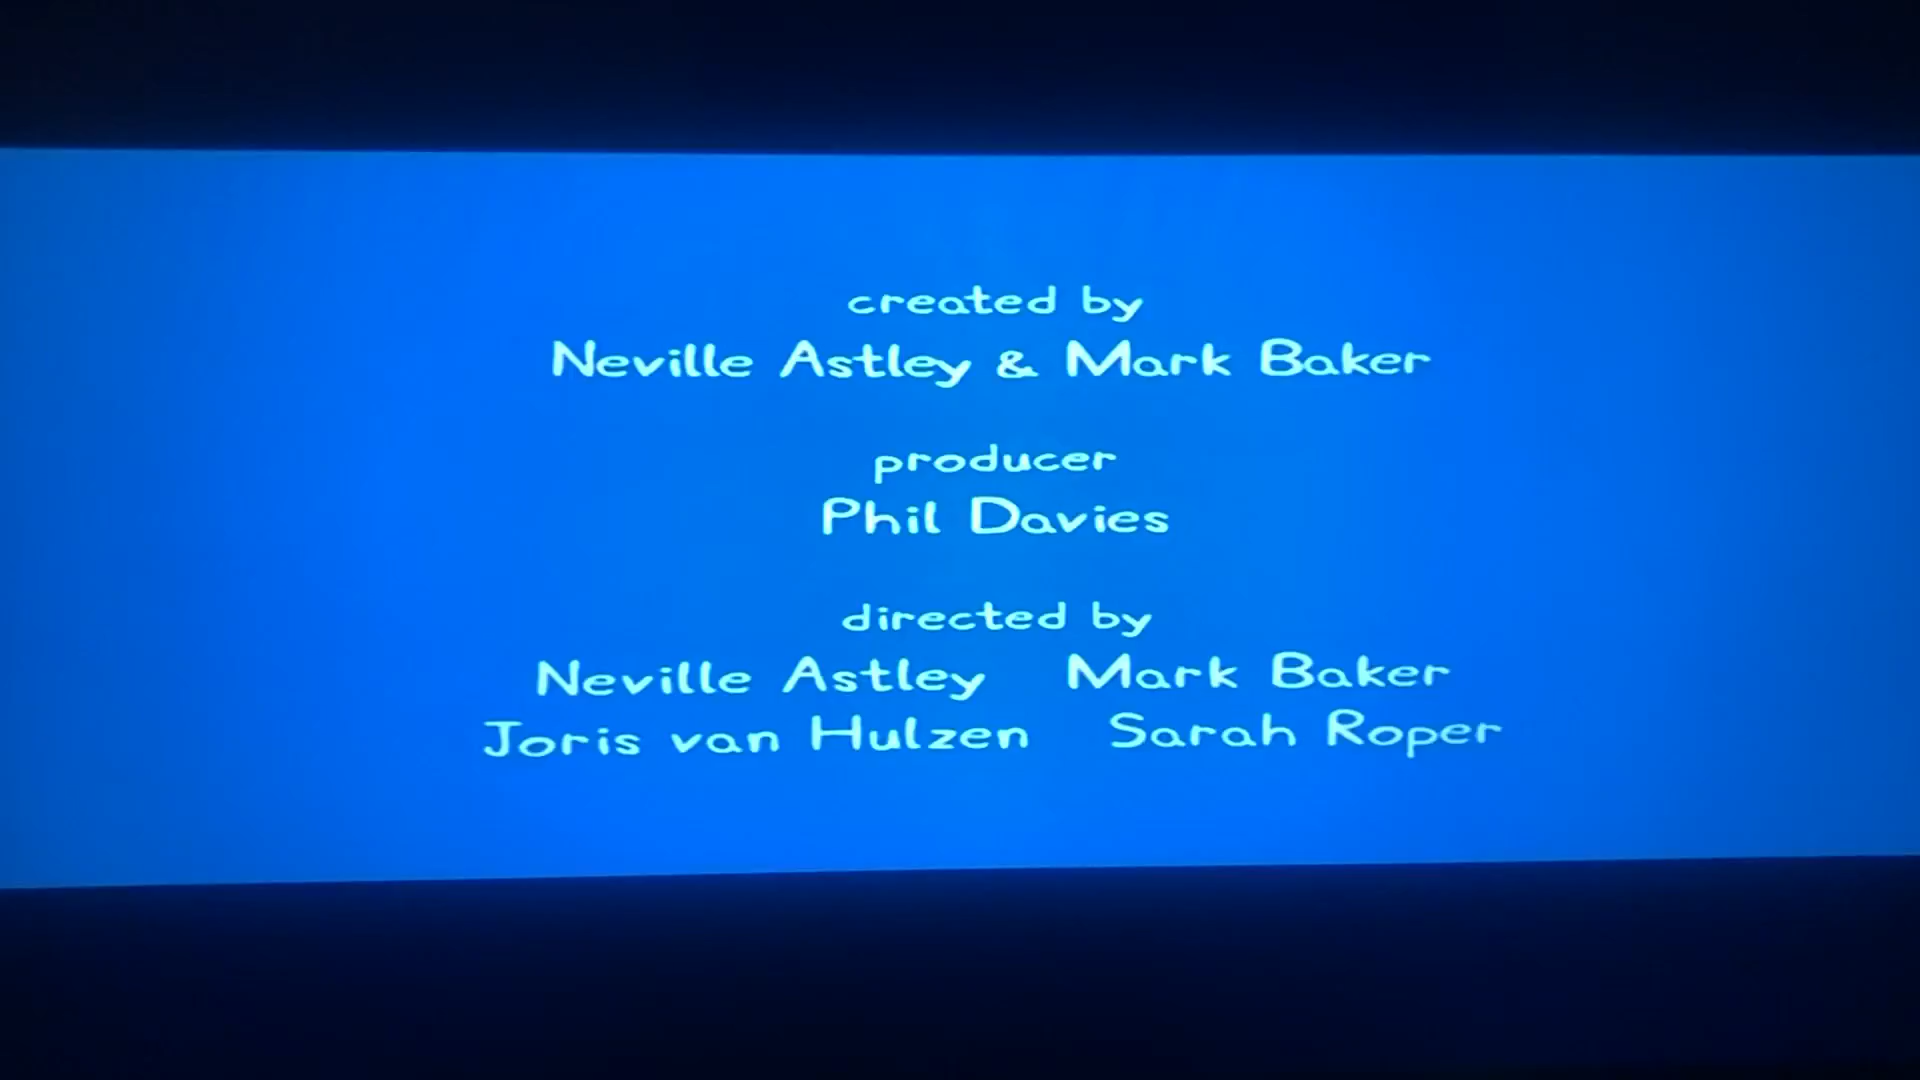 created by
Neville Astley & Mark Baker
producer
Phil Davies
directed by
Neville Astley Mark Baker
Joris van Hulzen Sarah Roper